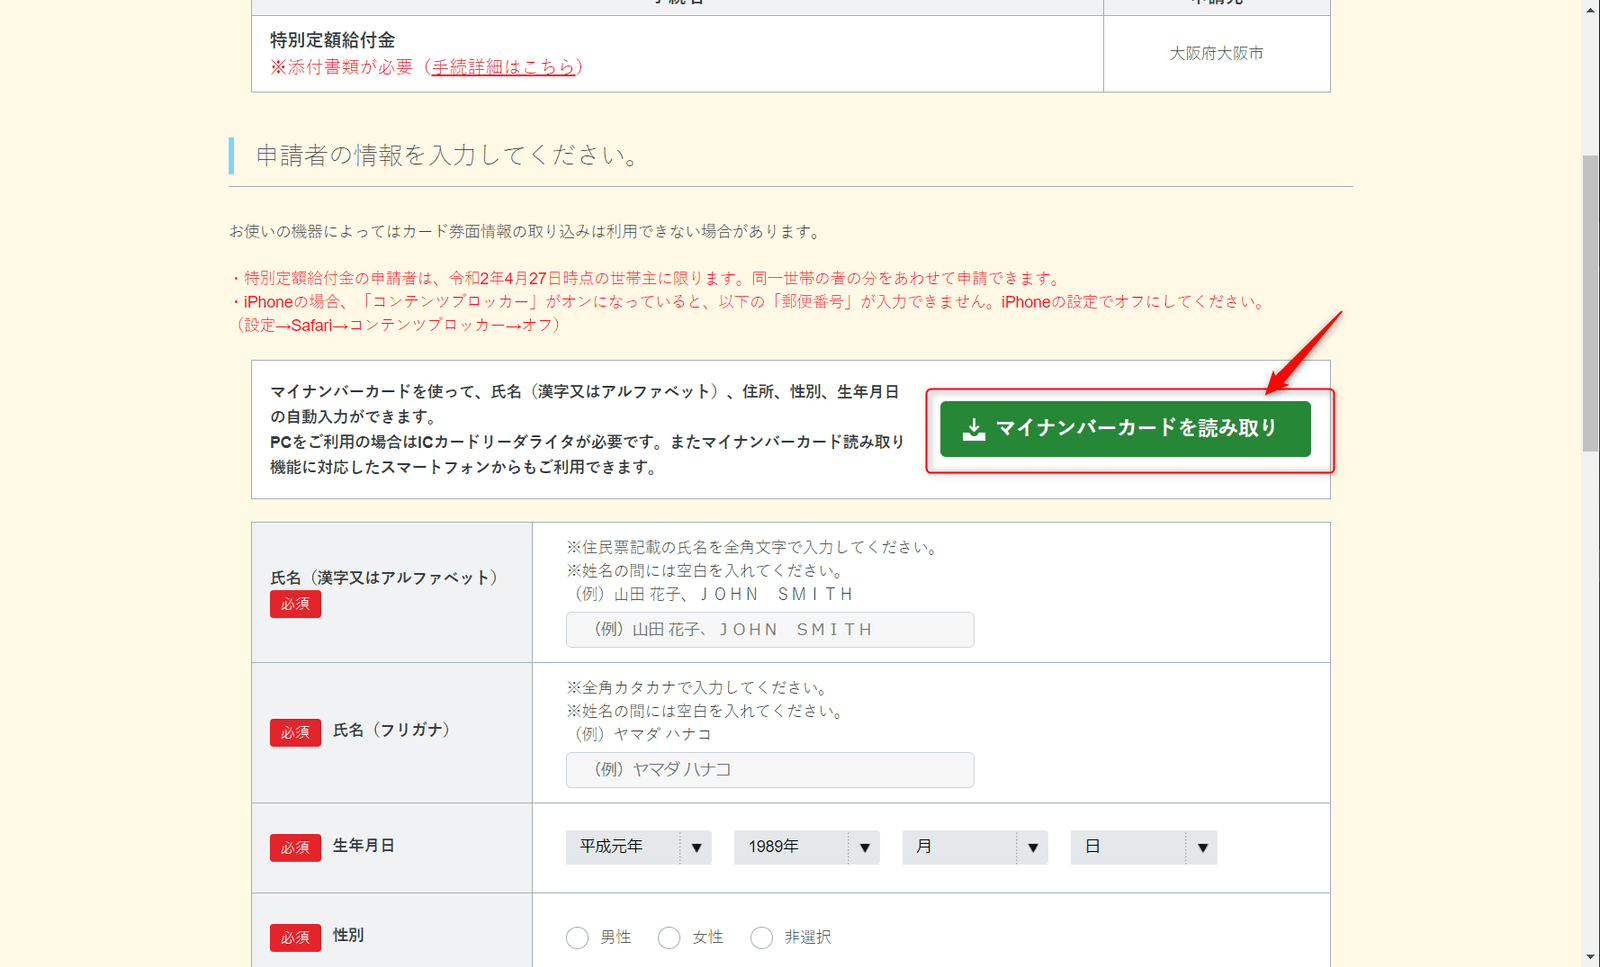 特別定額給付金
※添付書類が必要（手続詳細はこちら）
大阪府大阪市
申請者の情報を入力してください。
お使いの機器によってはカード券面情報の取り込みは利用できない場合があります。
・特別定額給付金の申請者は、令和2年4月27日時点の世帯主に限ります。同一世帯の者の分をあわせて申請できます。
・iPhoneの場合、「コンテンツブロッカー」がオンになっていると、以下の「郵便番号」が入力できません。iPhoneの設定でオフにしてください。
（設定→Safari→コンテンツブロッカー→オフ）
マイナンバーカードを使って、氏名（漢字又はアルファベット）、住所、性別、生年月日
の自動入力ができます。
PCをご利用の場合はICカードリーダライタが必要です。またマイナンバーカード読み取り
機能に対応したスマートフォンからもご利用できます。
マイナンバーカードを読み取り
氏名（漢字又はアルファベット）
必須
※住民票記載の氏名を全角文字で入力してください。
※姓名の間には空白を入れてください。
（例）山田 花子、ＪＯＨＮ　ＳＭＩＴＨ
（例）山田 花子、ＪＯＨＮ　ＳＭＩＴＨ
必須 氏名（フリガナ）
※全角カタカナで入力してください。
※姓名の間には空白を入れてください。
（例）ヤマダ ハナコ
（例）ヤマダ ハナコ
必須 生年月日
平成元年 ▼ 1989年 ▼ 月 ▼ 日 ▼
必須 性別
男性 女性 非選択